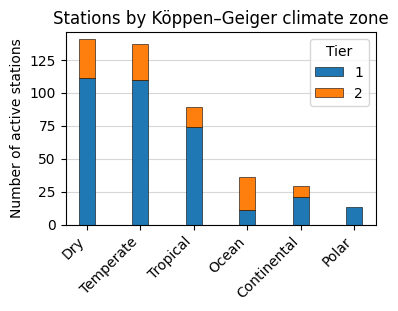 Stations by Köppen–Geiger climate zone
Number of active stations
125
100
75
50
25
0
Tier
1
2
Dry
Temperate
Tropical
Ocean
Continental
Polar